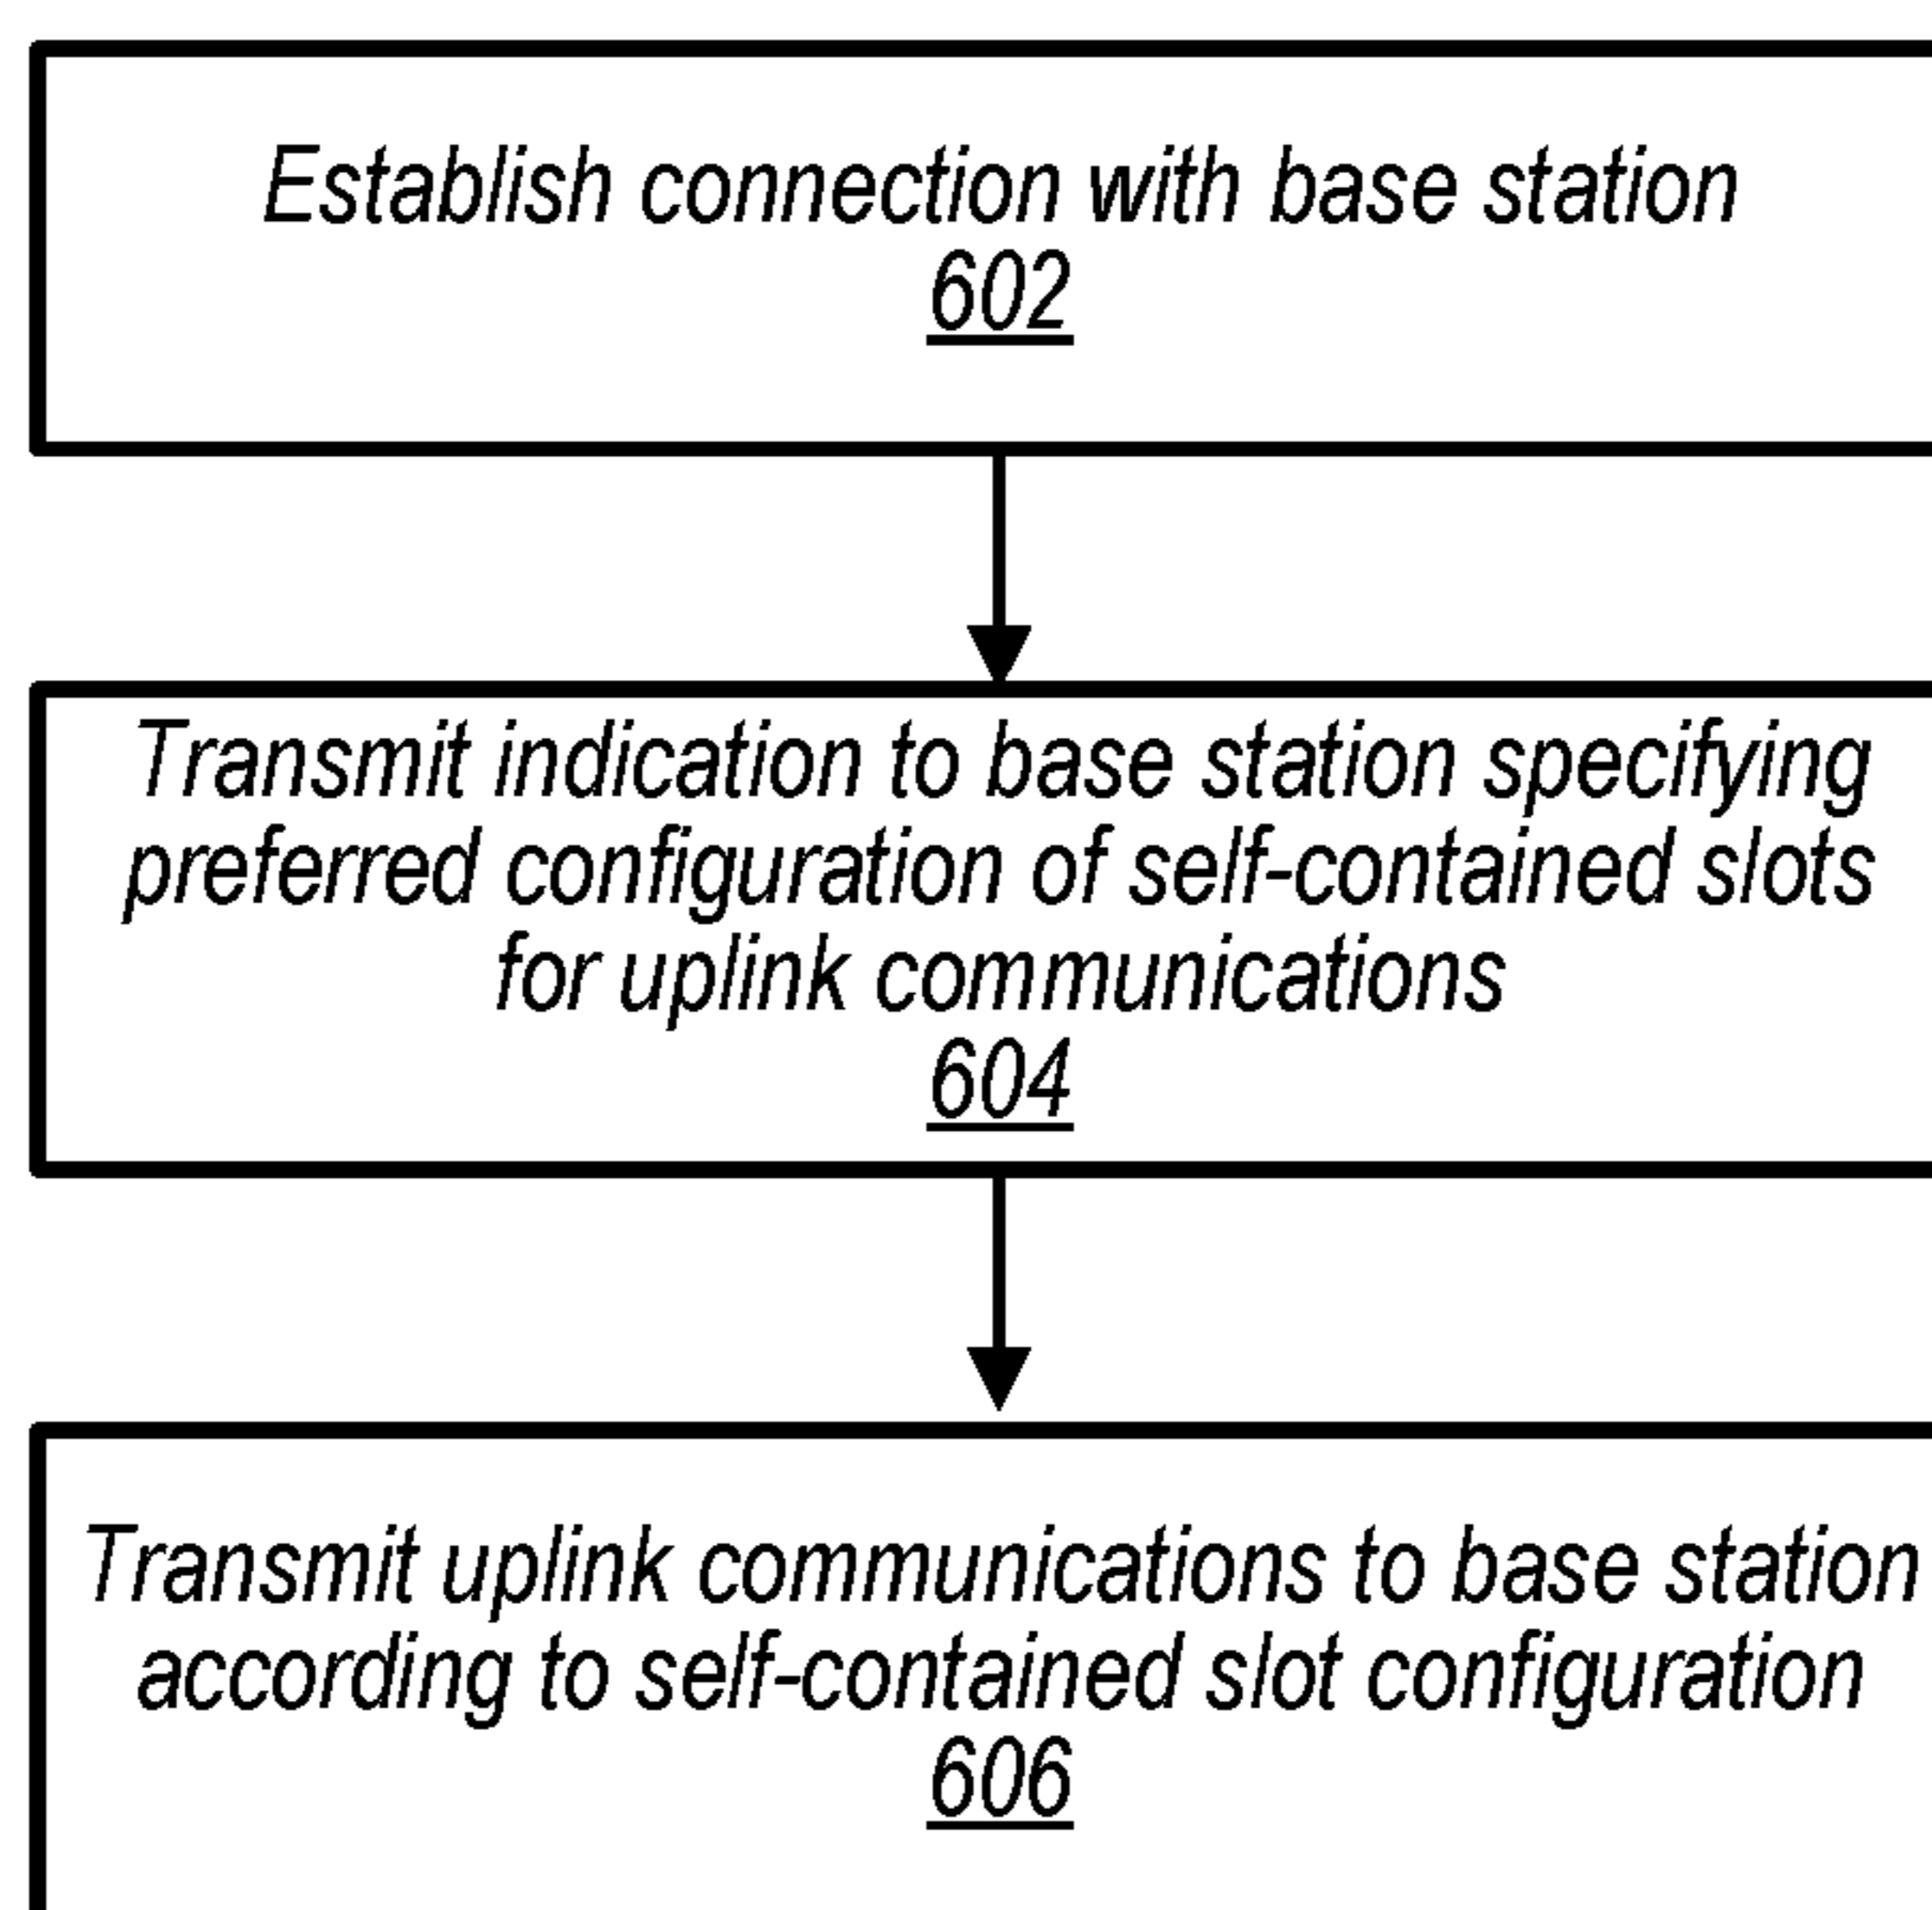 Establish connection with base station
602
Transmit indication to base station specifying
preferred configuration of self-contained slots
for uplink communications
604
Transmit uplink communications to base station
according to self-contained slot configuration
606